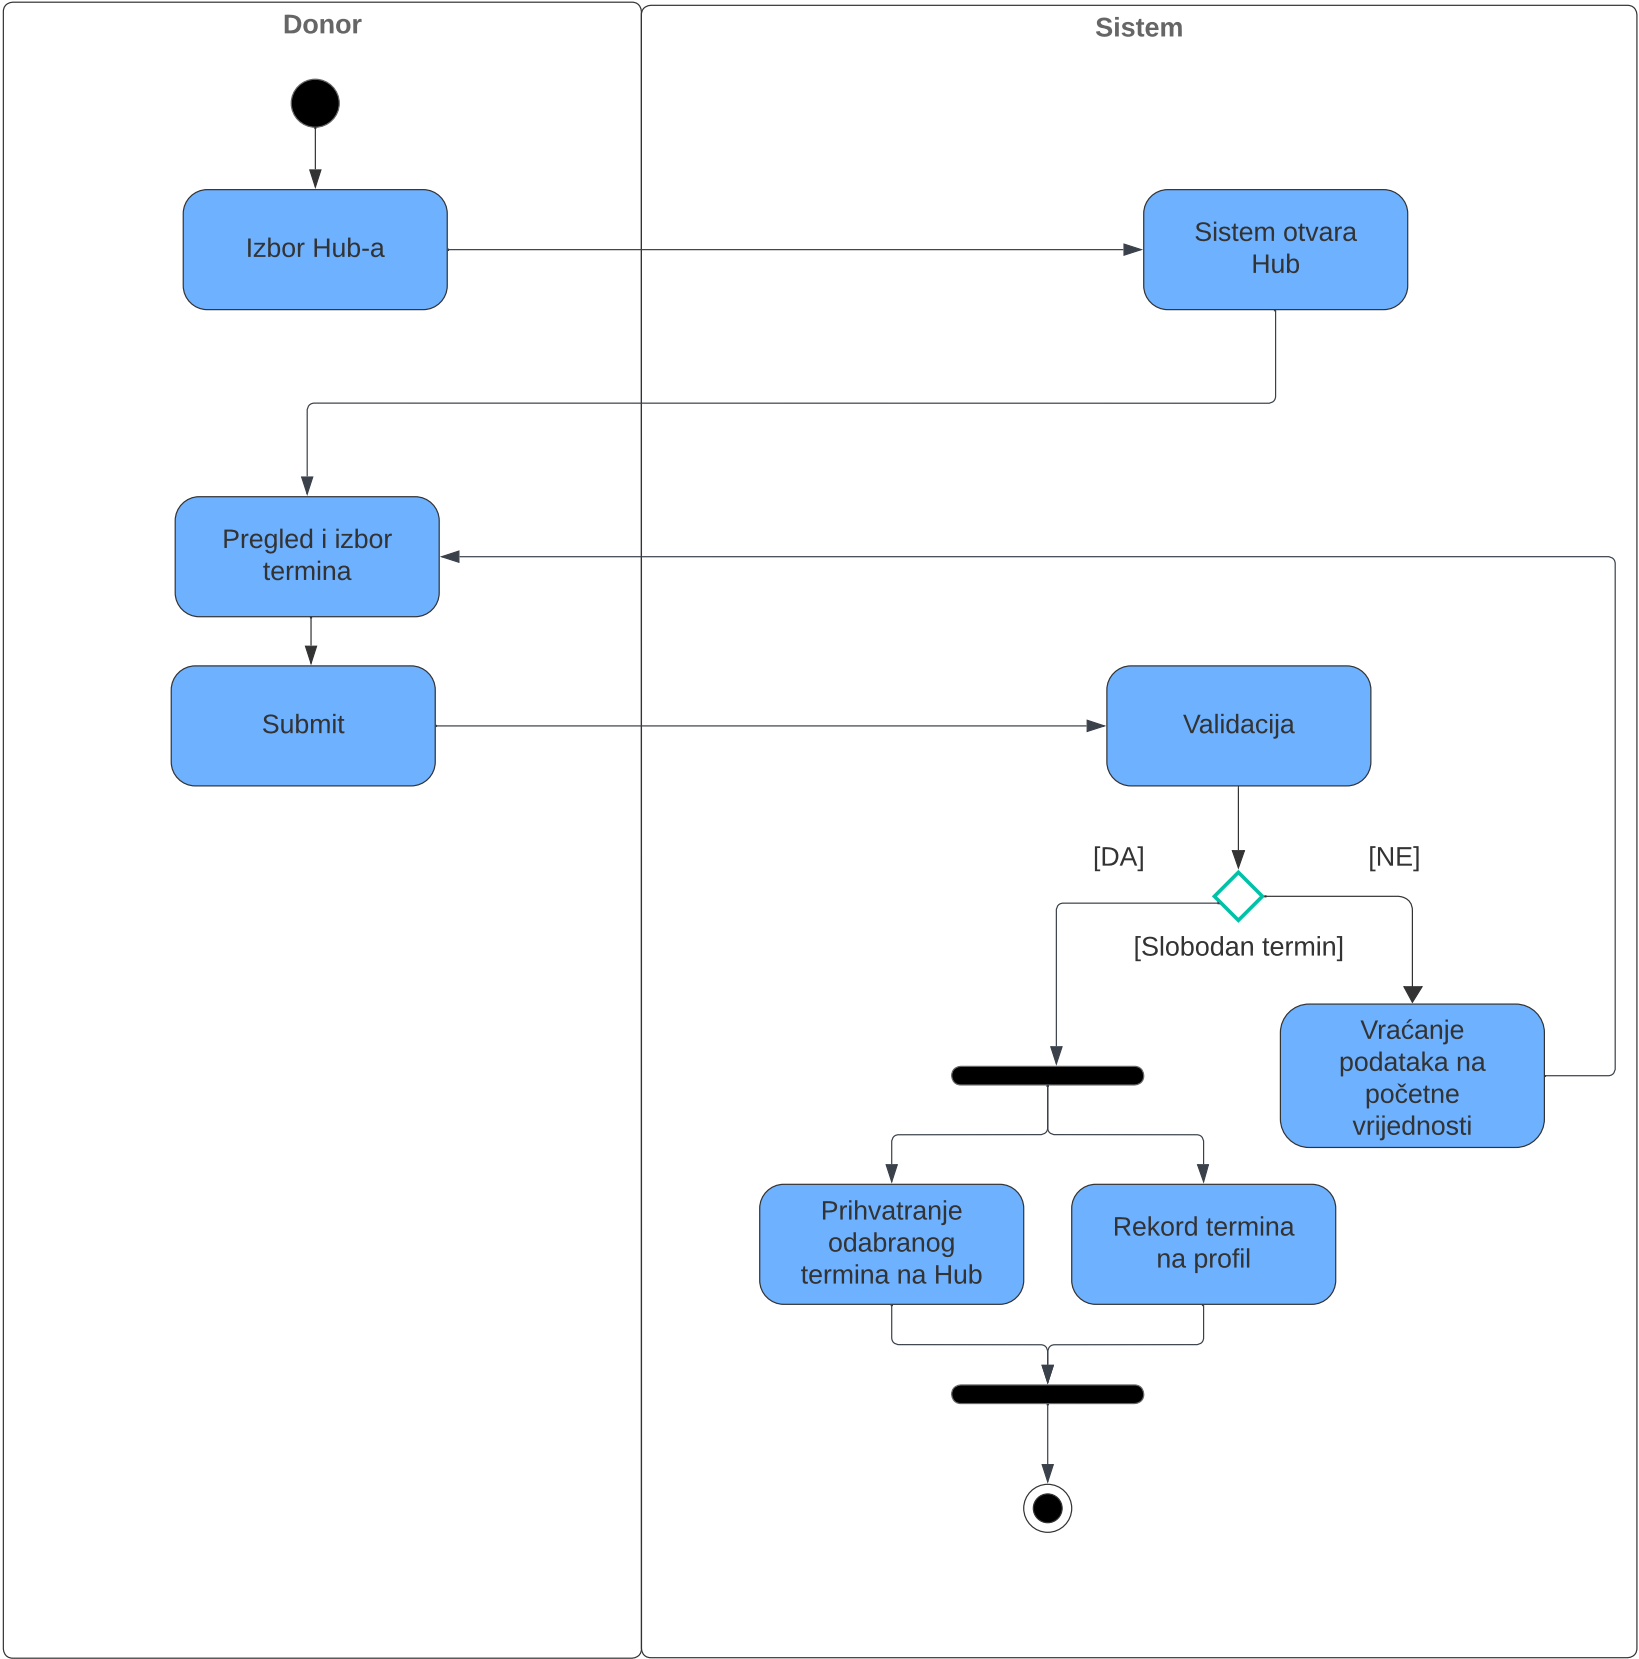 Donor
Sistem
Izbor Hub-a
Sistem otvara
Hub
Pregled i izbor
termina
Submit
Validacija
[DA]
[NE]
[Slobodan termin]
Vraćanje
podataka na
početne
vrijednosti
Prihvatranje
odabranog
termina na Hub
Rekord termina
na profil